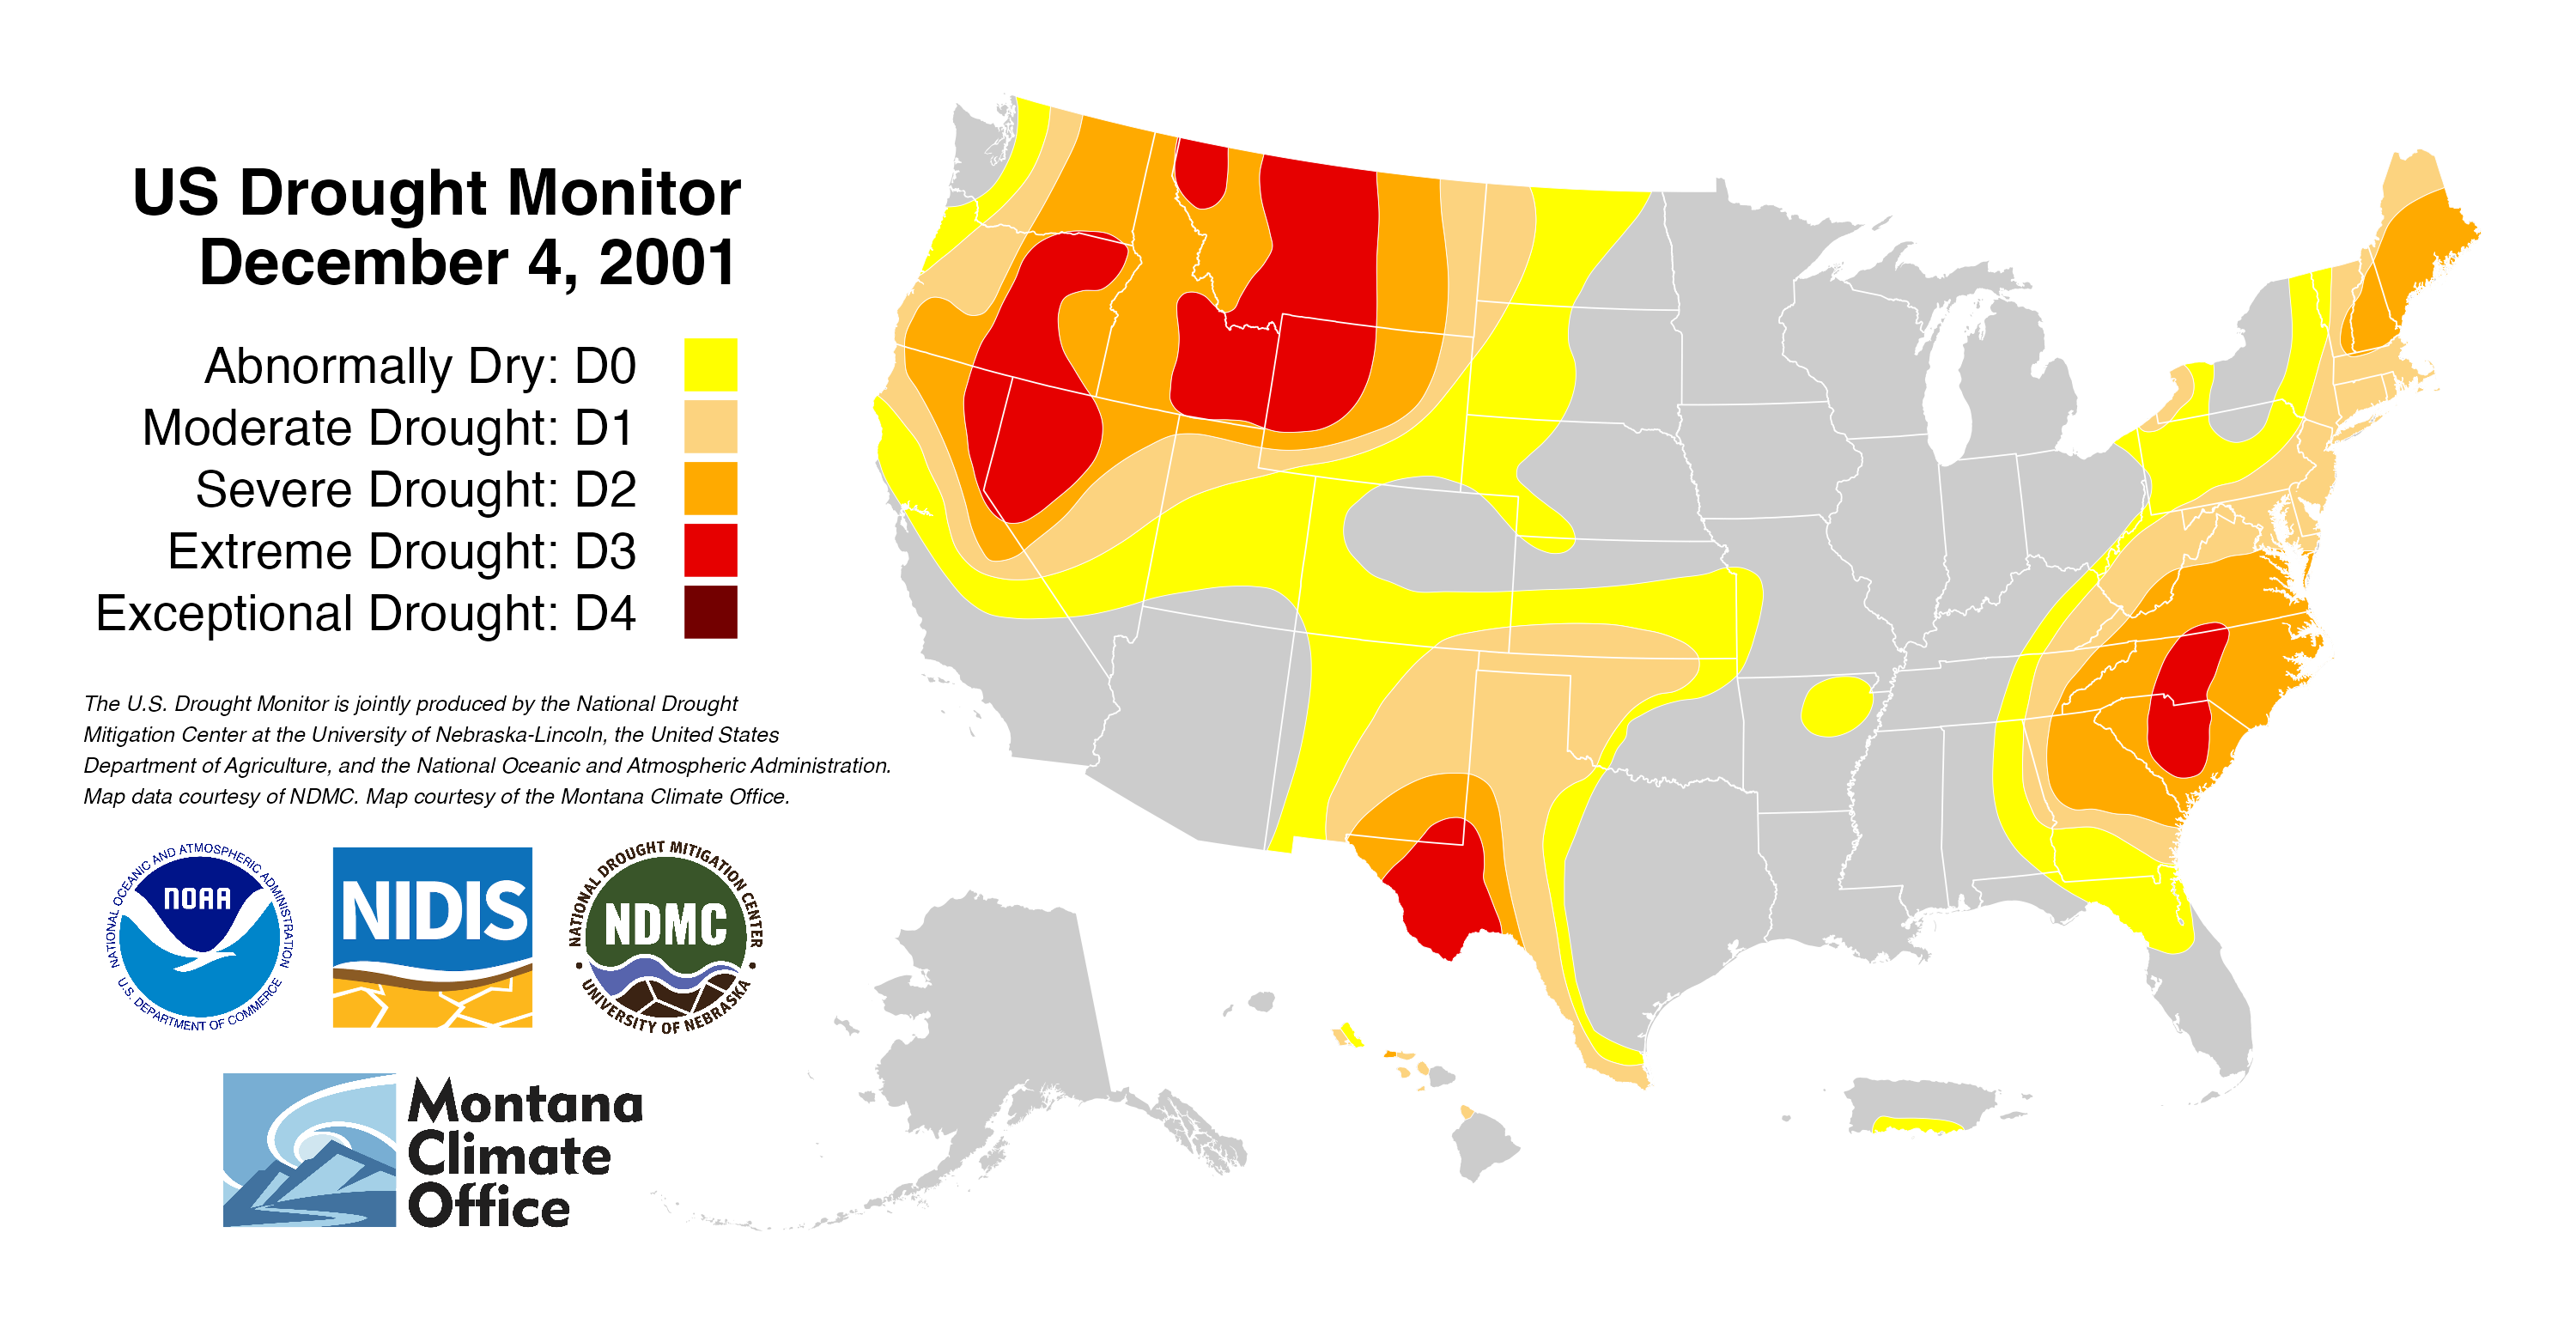 US Drought Monitor
December 4, 2001
Abnormally Dry: D0
Moderate Drought: D1
Severe Drought: D2
Extreme Drought: D3
Exceptional Drought: D4
The U.S. Drought Monitor is jointly produced by the National Drought
Mitigation Center at the University of Nebraska-Lincoln, the United States
Department of Agriculture, and the National Oceanic and Atmospheric Administration.
Map data courtesy of NDMC. Map courtesy of the Montana Climate Office.
NATIONAL OCEANIC AND ATMOSPHERIC ADMINISTRATION
NOAA
U.S. DEPARTMENT OF COMMERCE
NIDIS
NATIONAL DROUGHT MITIGATION CENTER
NDMC
UNIVERSITY OF NEBRASKA
Montana
Climate
Office